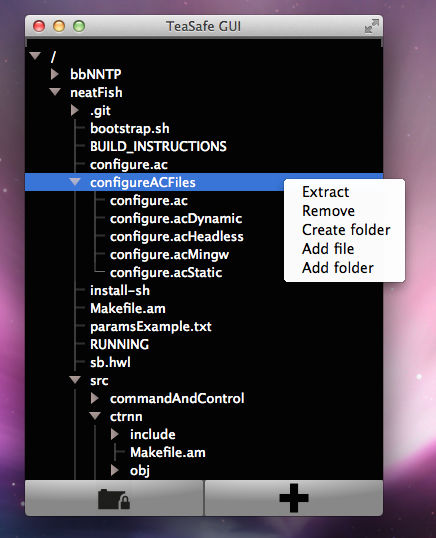 TeaSafe GUI
/
bbNNTP
neatFish
.git
bootstrap.sh
BUILD_INSTRUCTIONS
configure.ac
configureACFiles
configure.ac
configure.acDynamic
configure.acHeadless
configure.acMingw
configure.acStatic
install-sh
Makefile.am
paramsExample.txt
RUNNING
sb.hwl
src
commandAndControl
ctrnn
include
Makefile.am
obj
Extract
Remove
Create folder
Add file
Add folder